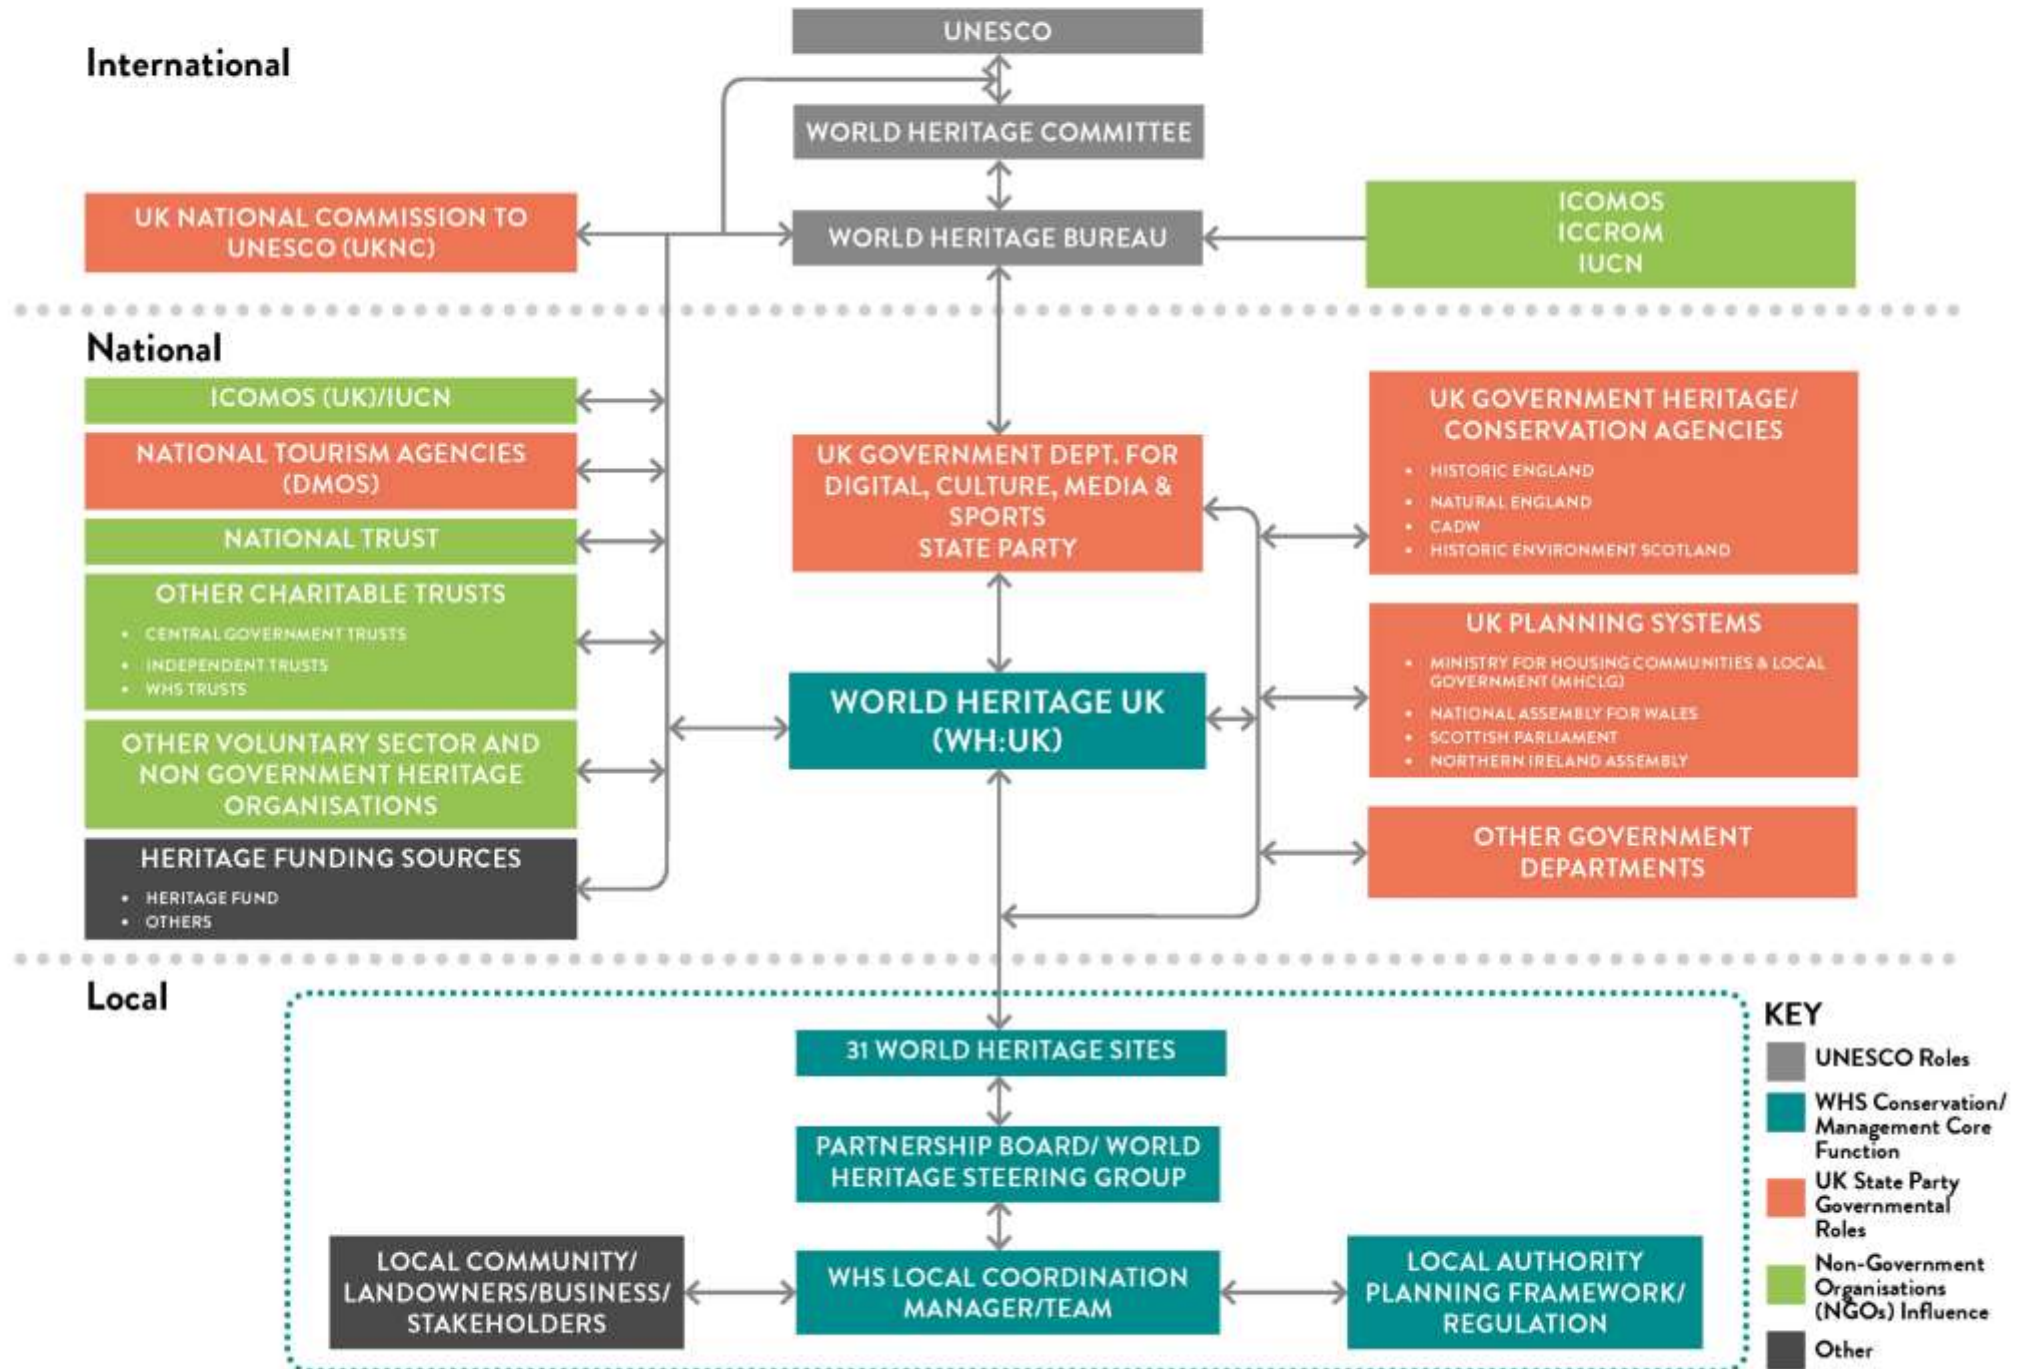 International
UNESCO
WORLD HERITAGE COMMITTEE
UK NATIONAL COMMISSION TO
UNESCO (UKNC)
WORLD HERITAGE BUREAU
ICOMOS
ICCROM
IUCN
National
ICOMOS (UK)/IUCN
NATIONAL TOURISM AGENCIES
(DMOS)
NATIONAL TRUST
OTHER CHARITABLE TRUSTS
• CENTRAL GOVERNMENT TRUSTS
• INDEPENDENT TRUSTS
• WHS TRUSTS
OTHER VOLUNTARY SECTOR AND
NON GOVERNMENT HERITAGE
ORGANISATIONS
HERITAGE FUNDING SOURCES
• HERITAGE FUND
• OTHERS
UK GOVERNMENT DEPT. FOR
DIGITAL, CULTURE, MEDIA &
SPORTS
STATE PARTY
WORLD HERITAGE UK
(WH:UK)
UK GOVERNMENT HERITAGE/
CONSERVATION AGENCIES
• HISTORIC ENGLAND
• NATURAL ENGLAND
• CADW
• HISTORIC ENVIRONMENT SCOTLAND
UK PLANNING SYSTEMS
• MINISTRY FOR HOUSING COMMUNITIES & LOCAL
GOVERNMENT (MHCLG)
• NATIONAL ASSEMBLY FOR WALES
• SCOTTISH PARLIAMENT
• NORTHERN IRELAND ASSEMBLY
OTHER GOVERNMENT
DEPARTMENTS
Local
31 WORLD HERITAGE SITES
PARTNERSHIP BOARD/ WORLD
HERITAGE STEERING GROUP
LOCAL COMMUNITY/
LANDOWNERS/BUSINESS/
STAKEHOLDERS
WHS LOCAL COORDINATION
MANAGER/TEAM
LOCAL AUTHORITY
PLANNING FRAMEWORK/
REGULATION
KEY
UNESCO Roles
WHS Conservation/
Management Core
Function
UK State Party
Governmental
Roles
Non-Government
Organisations
(NGOs) Influence
Other